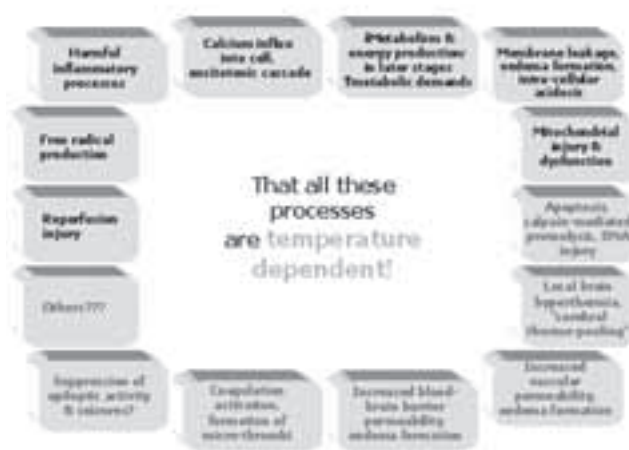 Harmful
inflammatory
processes
Calcium influx
into cell,
excitotoxic cascade
Metabolism &
energy production
in later stages
metabolic demands
Membrane leakage,
edema formation,
intra-cellular
acidosis
Free radical
production
Mitochondrial
injury &
dysfunction
That all these
processes
are temperature
dependent!
Reperfusion
injury
Apoptosis,
calpain-mediated
proteolysis, DNA
injury
Others???
Local brain
hyperthermia,
"cerebral
thermo-pooling"
Suppression of
epileptic activity
& seizures?
Coagulation
activation,
formation of
micro-thrombi
Increased blood-
brain barrier
permeability
edema formation
Increased
vascular
permeability
edema formation